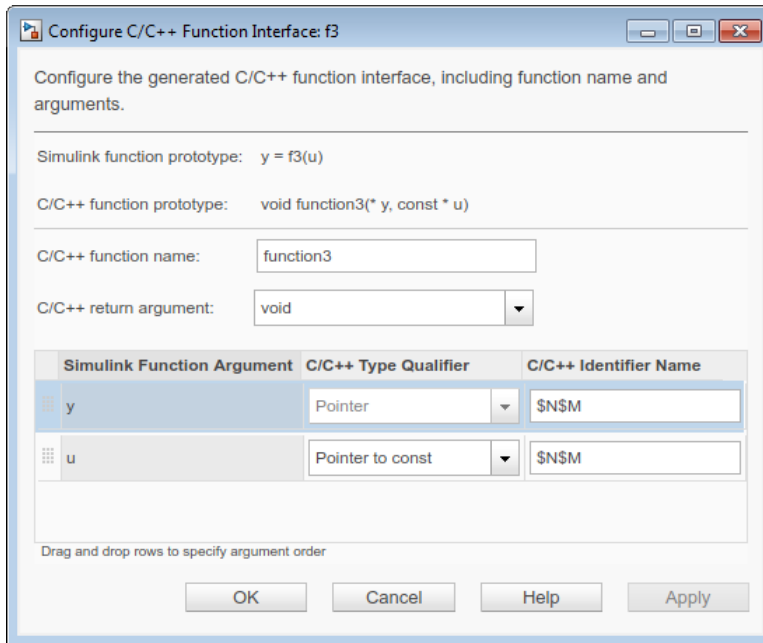 Configure C/C++ Function Interface: f3
Configure the generated C/C++ function interface, including function name and
arguments.
Simulink function prototype: y = f3(u)
C/C++ function prototype: void function3(* y, const * u)
C/C++ function name: function3
C/C++ return argument: void
Simulink Function Argument C/C++ Type Qualifier C/C++ Identifier Name
y Pointer $N$M
u Pointer to const $N$M
Drag and drop rows to specify argument order
OK Cancel Help Apply